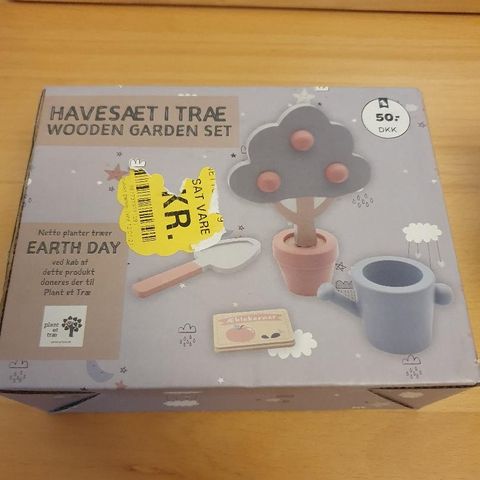 HAVESÆT I TRÆ
WOODEN GARDEN SET
50:-
DKK
SAT VARE
KR.
Netto planter træer
EARTH DAY
ved køb af
dette produkt
doneres der til
Plant et Træ
plant
et
træ
Æblekerner